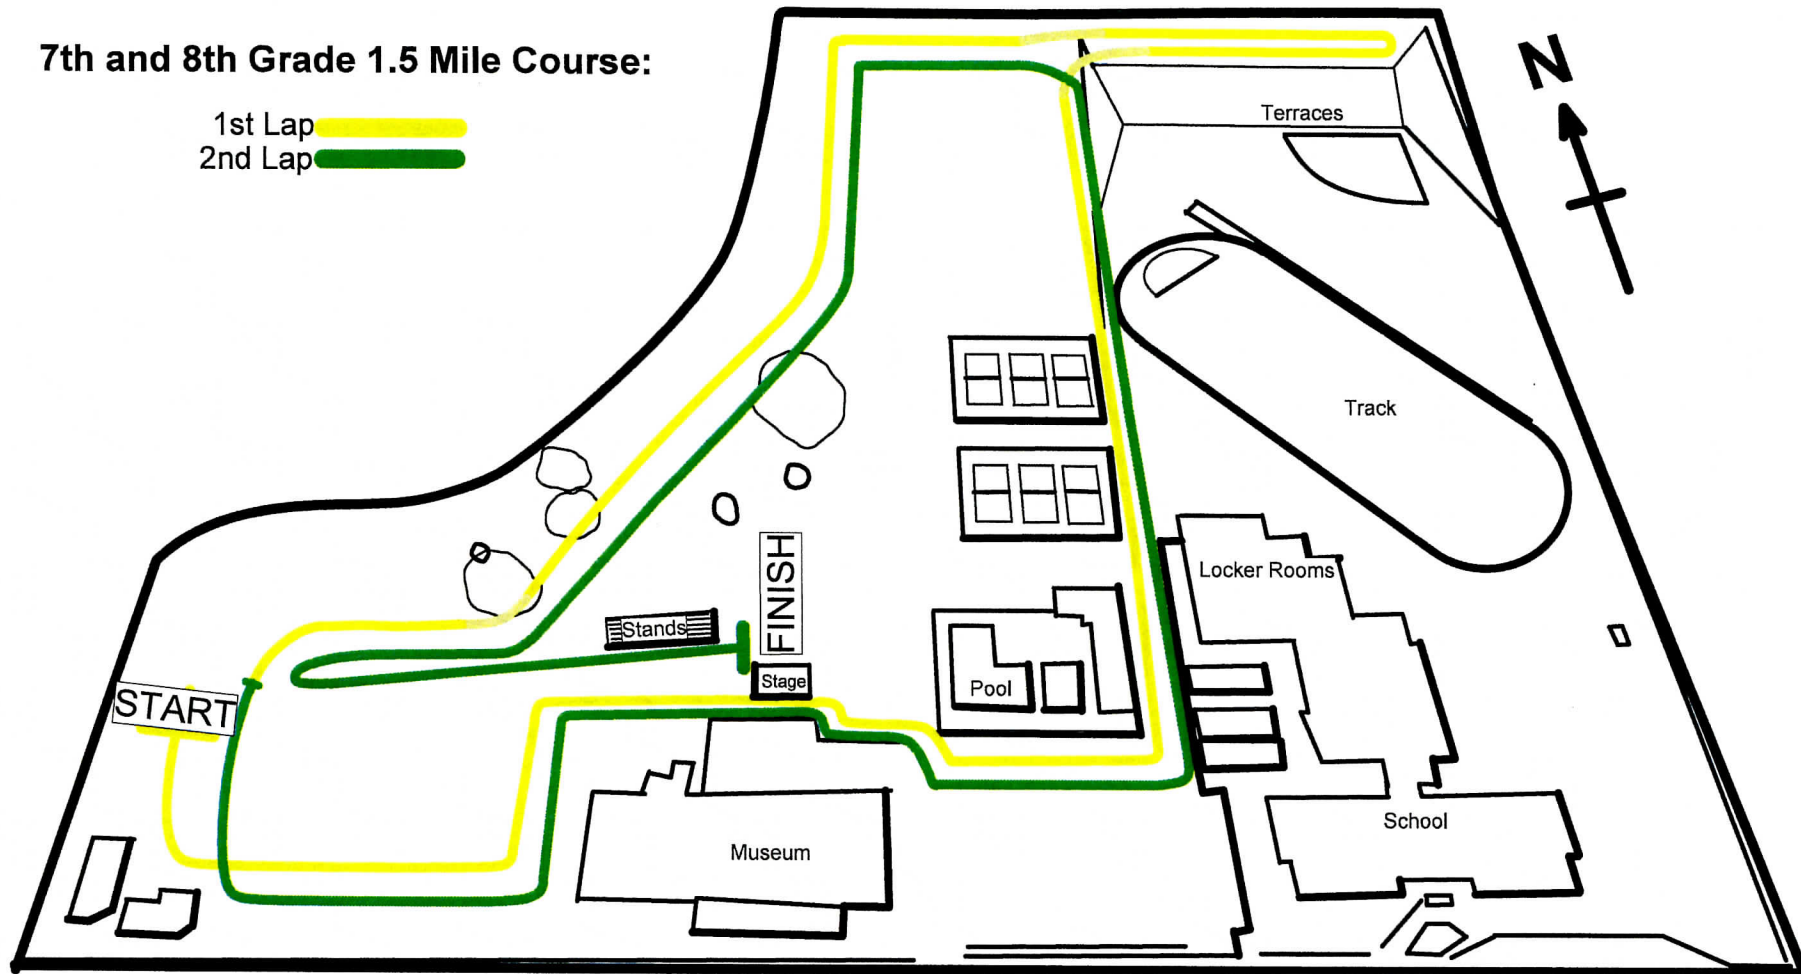 7th and 8th Grade 1.5 Mile Course:
1st Lap
2nd Lap
N
Terraces
Track
FINISH
Locker Rooms
Stands
Stage
Pool
START
School
Museum